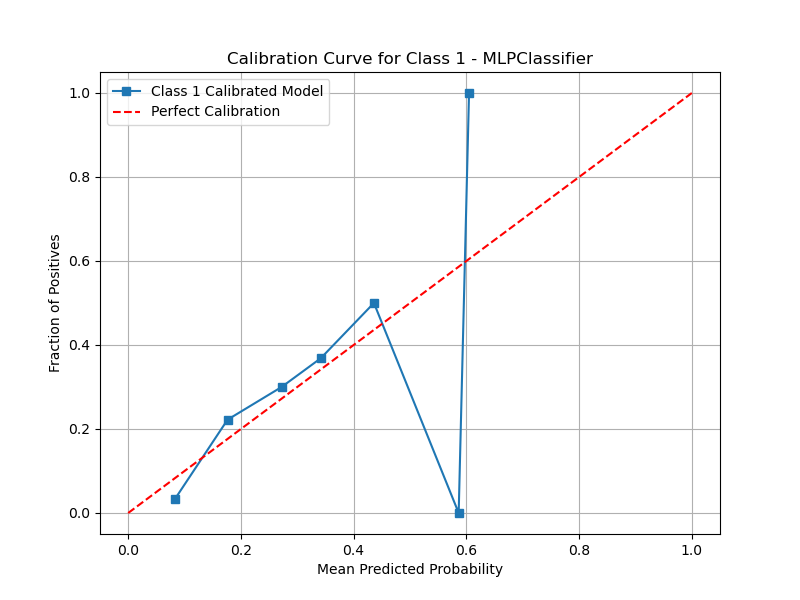 Calibration Curve for Class 1 - MLPClassifier
Class 1 Calibrated Model
Perfect Calibration
1.0
0.8
0.6
0.4
0.2
0.0
Fraction of Positives
0.0 0.2 0.4 0.6 0.8 1.0
Mean Predicted Probability